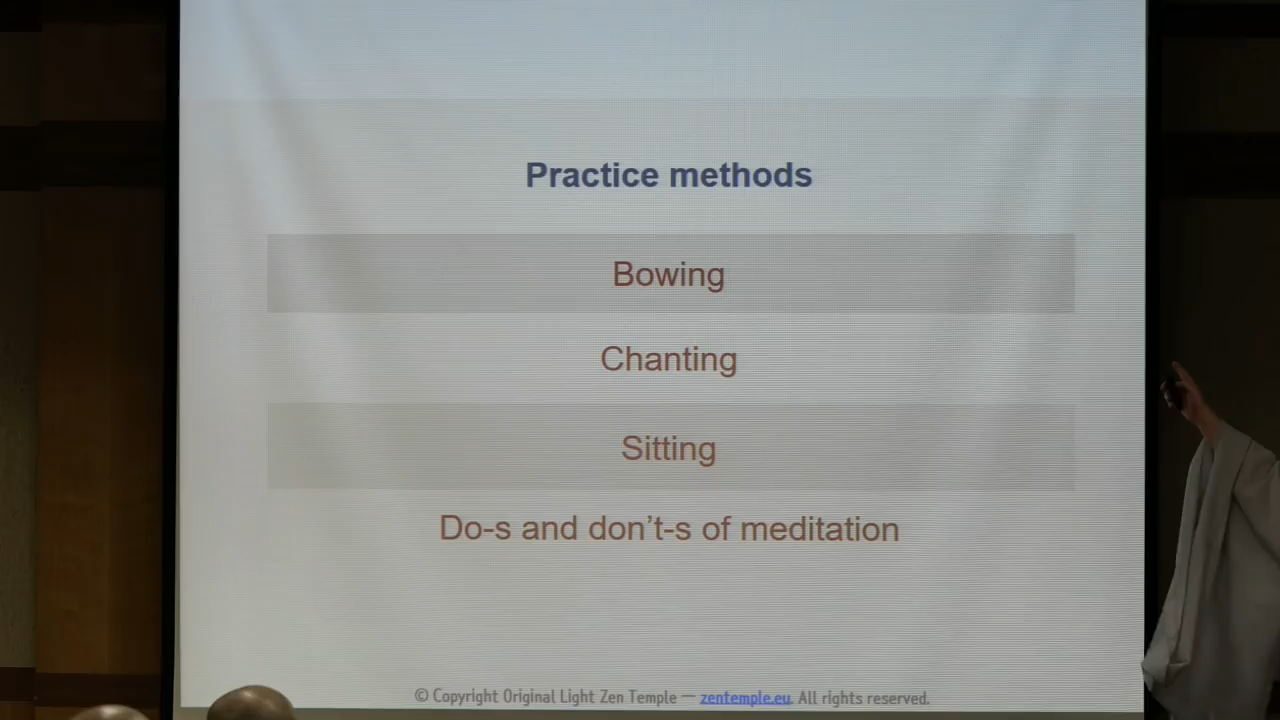 Practice methods
Bowing
Chanting
Sitting
Do-s and don’t-s of meditation
© Copyright Original Light Zen Temple — zentemple.eu. All rights reserved.